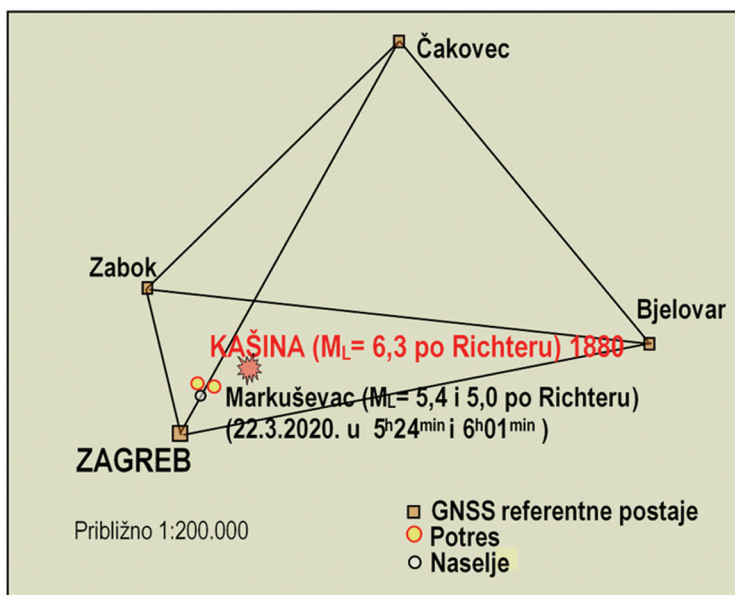 Čakovec
Zabok
Bjelovar
KAŠINA (ML= 6,3 po Richteru) 1880
Markuševac (ML= 5,4 i 5,0 po Richteru)
(22.3.2020. u 5h24min i 6h01min )
ZAGREB
GNSS referentne postaje
Približno 1:200.000
Potres
Naselje